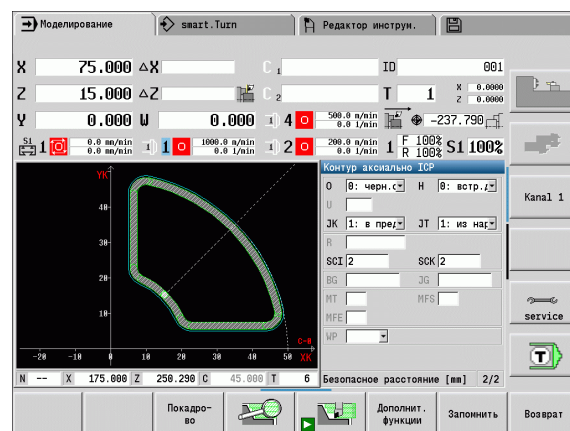 Моделирование smart.Turn Редактор инструм.
X 75.000 △X C 1 ID 001
Z 15.000 △Z C 2 T 1 X 0.0000 Z 0.0000
Y 0.000 U 0.000 4 500.0 m/min 0.0 1/min -237.790
S1 1 0.0 mm/min 0.0 mm/min 1 1000.0 m/min 0.0 1/min 2 200.0 m/min 0.0 1/min 1 F 100% R 100% S1 100%
Контур аксиально ICP
O 0: черн. H 0: встр.
U
JK 1: в пред JT 1: из нар
R
SCI 2 SCK 2
BG JG
MT MFS
MFE
WP
YK
40
30
20
10
C-0
-20 -10 0 10 20 30 40 50 XK
N -- X 175.000 Z 250.290 C 45.000 T 6
Безопасное расстояние [mm] 2/2
Kanal 1
service
T
Покадро-
во
Дополнит.
функции
Запомнить
Возврат